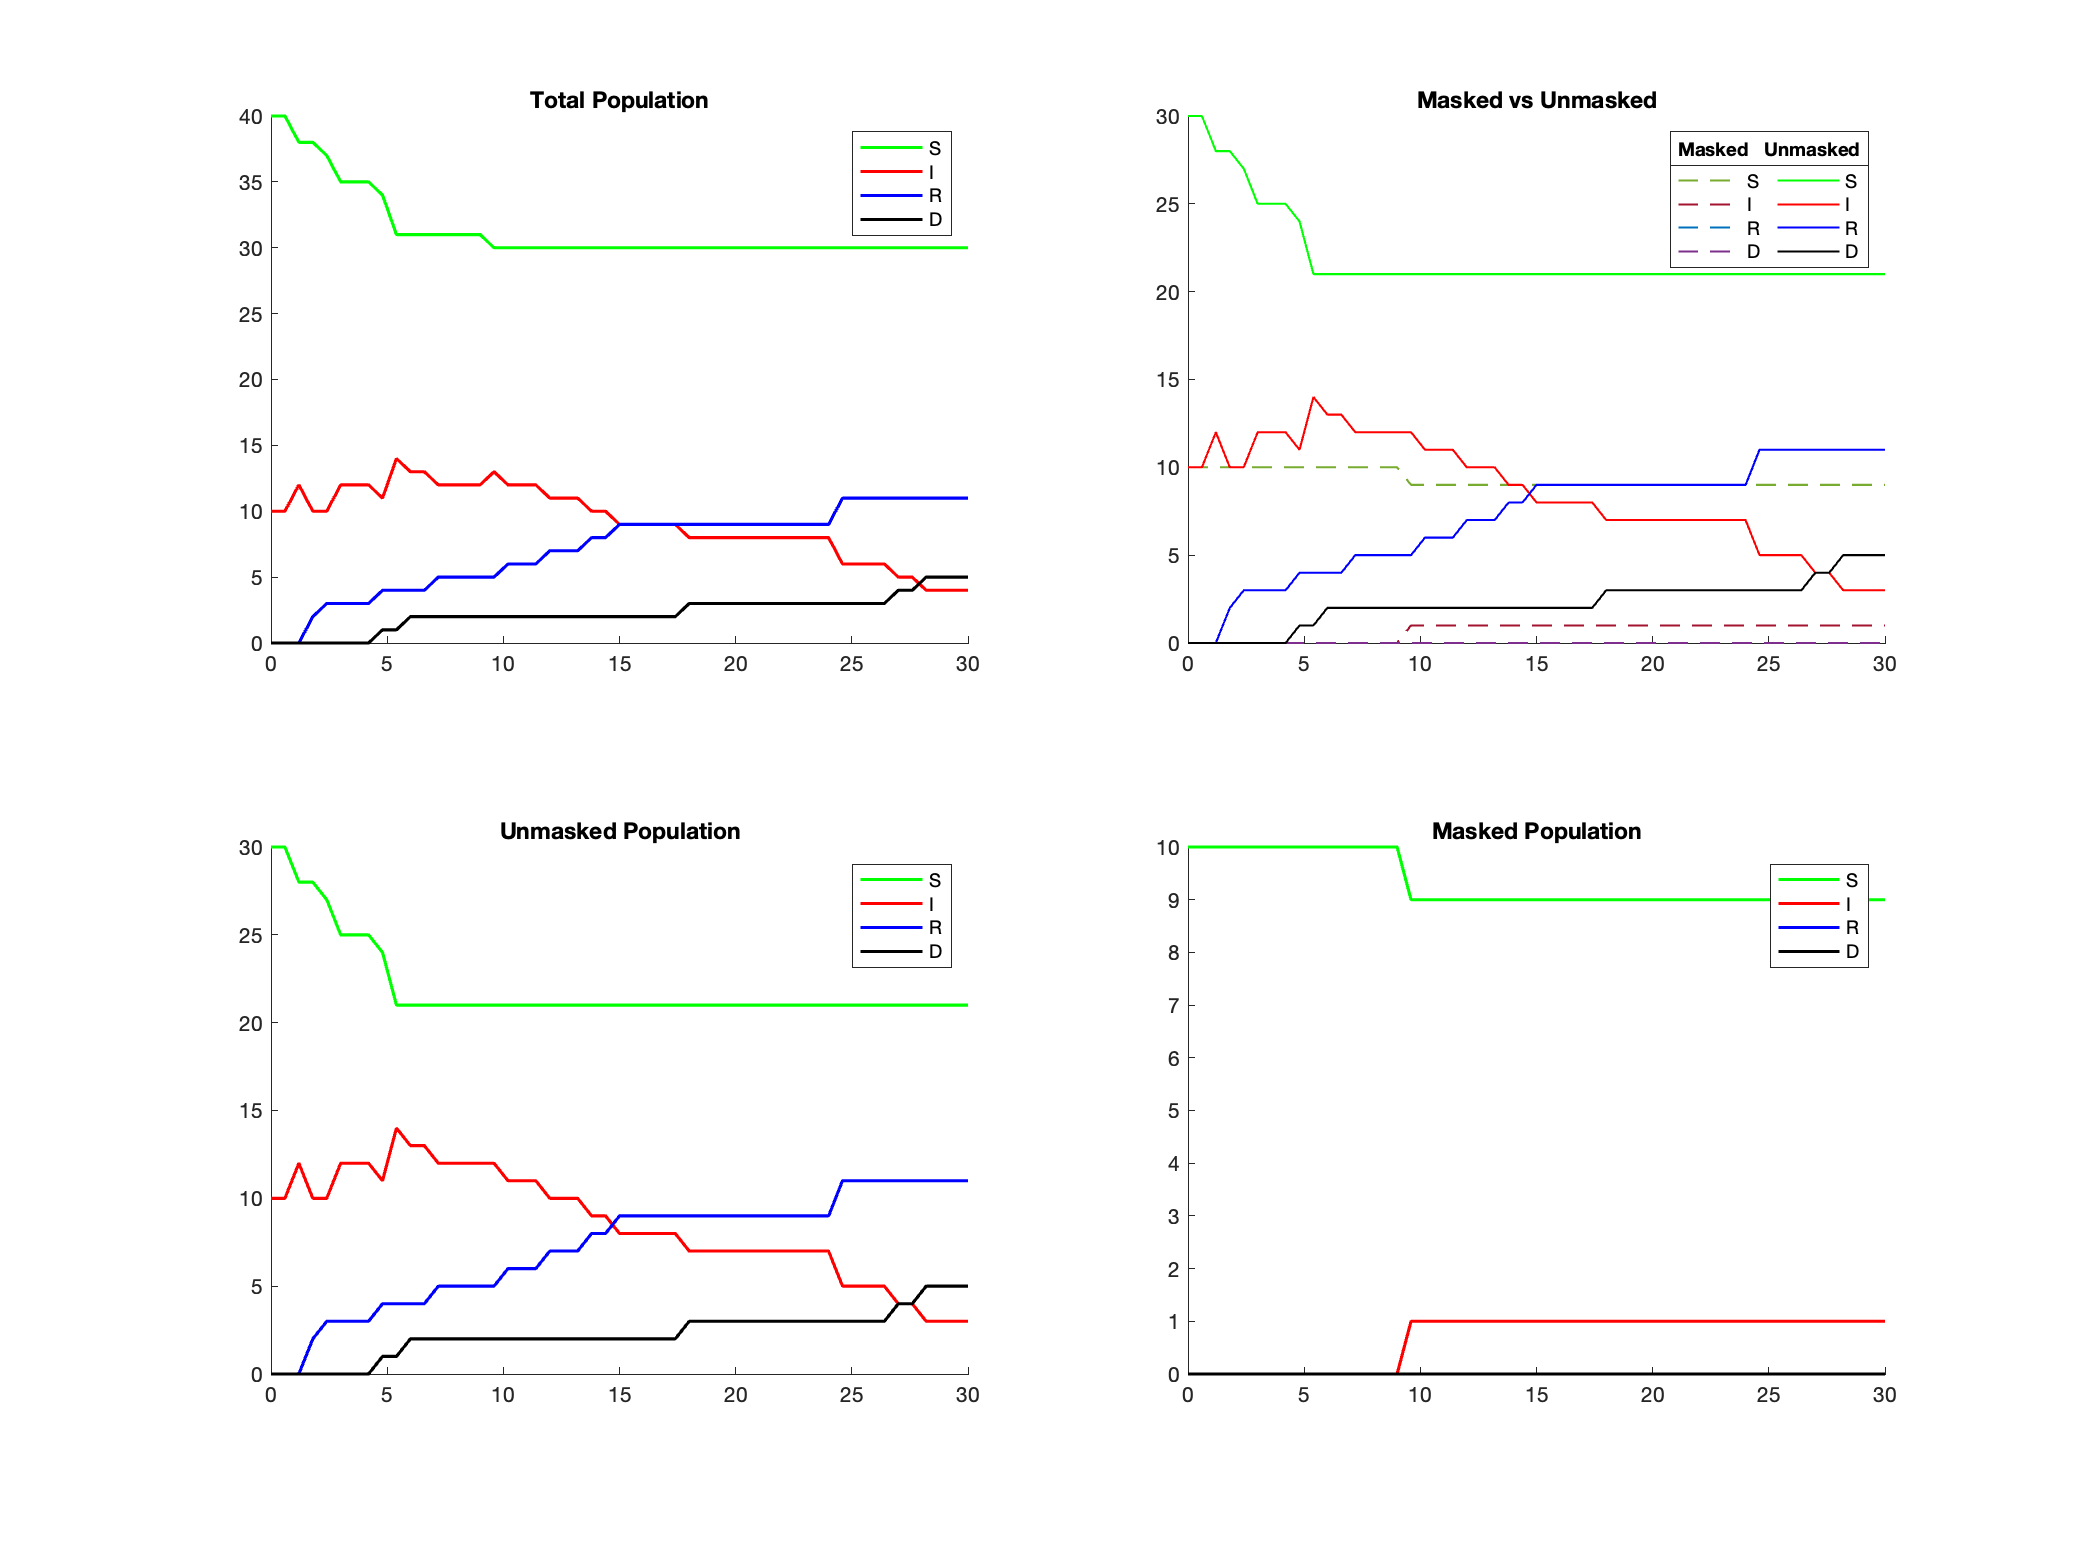 Total Population
40
35
30
25
20
15
10
5
0
0 5 10 15 20 25 30
S
I
R
D
Masked vs Unmasked
30
25
20
15
10
5
0
0 5 10 15 20 25 30
Masked Unmasked
S S
I I
R R
D D
Unmasked Population
30
25
20
15
10
5
0
0 5 10 15 20 25 30
S
I
R
D
Masked Population
10
9
8
7
6
5
4
3
2
1
0
0 5 10 15 20 25 30
S
I
R
D